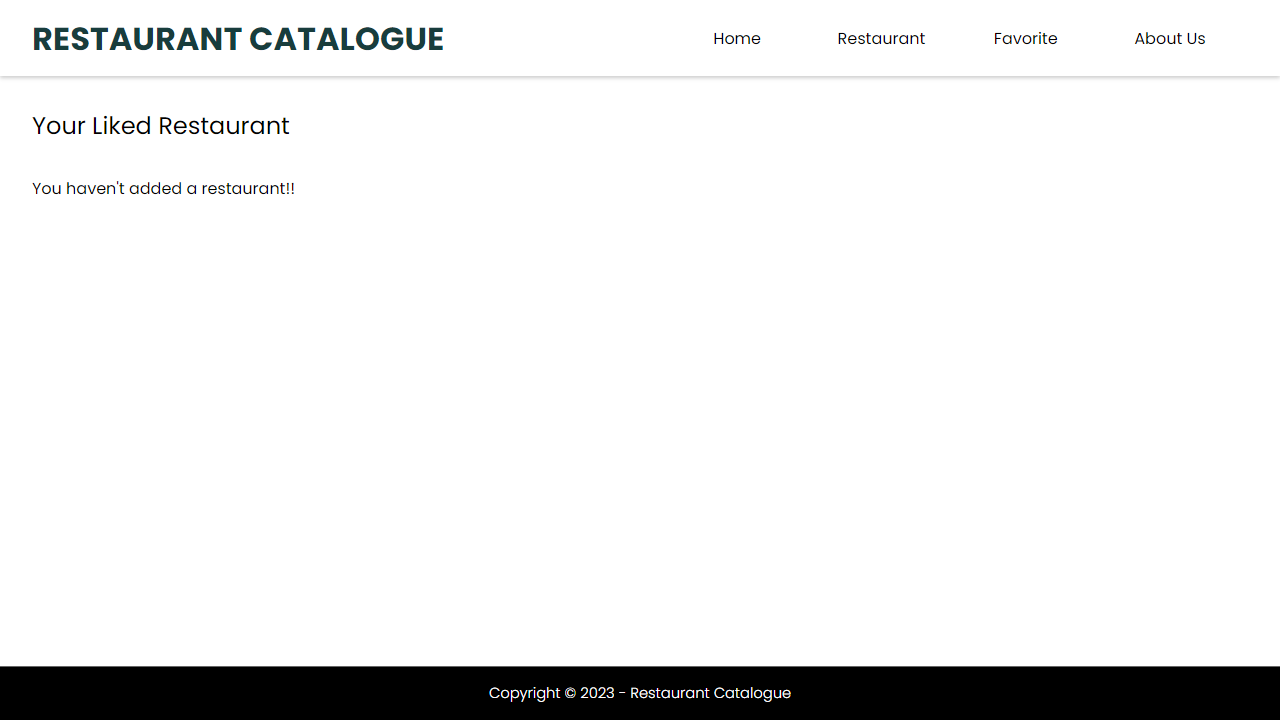 RESTAURANT CATALOGUE
Home Restaurant Favorite About Us
Your Liked Restaurant
You haven't added a restaurant!!
Copyright © 2023 - Restaurant Catalogue